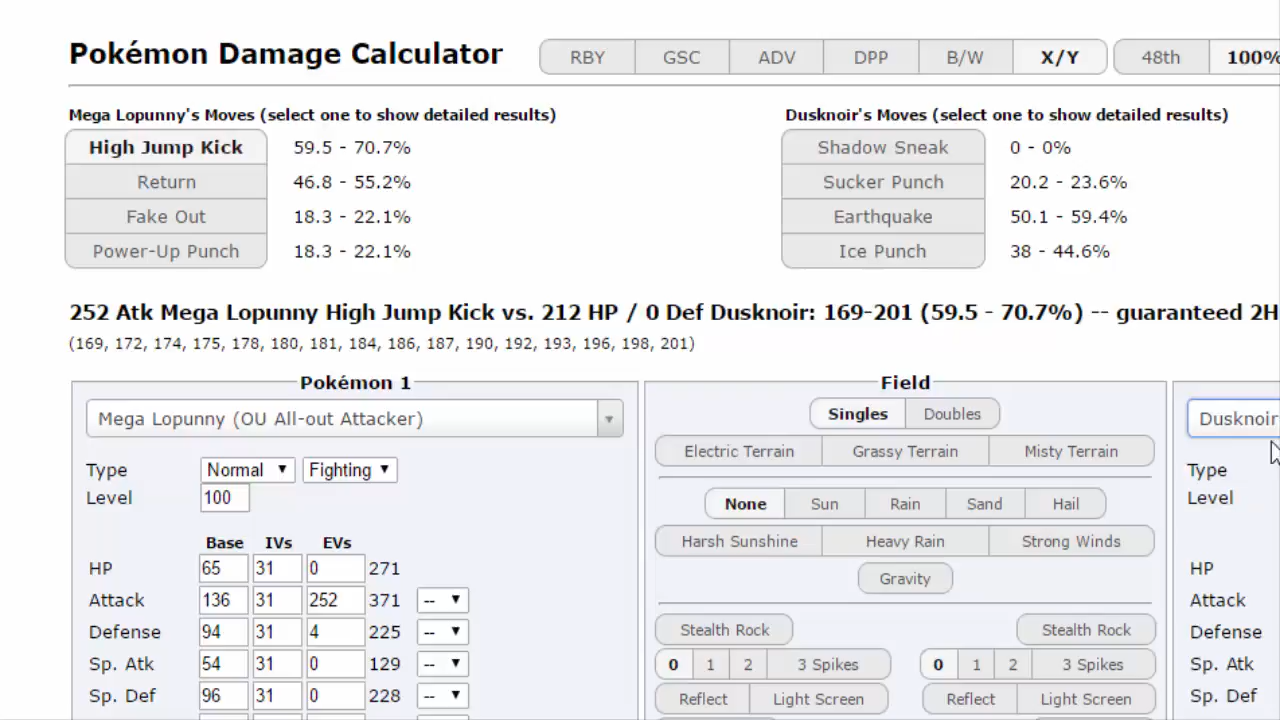 Pokémon Damage Calculator RBY GSC ADV DPP B/W X/Y 48th 100%
Mega Lopunny's Moves (select one to show detailed results) Dusknoir's Moves (select one to show detailed results)
High Jump Kick 59.5 - 70.7% Shadow Sneak 0 - 0%
Return 46.8 - 55.2% Sucker Punch 20.2 - 23.6%
Fake Out 18.3 - 22.1% Earthquake 50.1 - 59.4%
Power-Up Punch 18.3 - 22.1% Ice Punch 38 - 44.6%
252 Atk Mega Lopunny High Jump Kick vs. 212 HP / 0 Def Dusknoir: 169-201 (59.5 - 70.7%) -- guaranteed 2H
(169, 172, 174, 175, 178, 180, 181, 184, 186, 187, 190, 192, 193, 196, 198, 201)
Pokémon 1 Field
Mega Lopunny (OU All-out Attacker) Singles Doubles Dusknoir
Electric Terrain Grassy Terrain Misty Terrain
Type Normal Fighting Type
Level 100 None Sun Rain Sand Hail Level
Base IVs EVs Harsh Sunshine Heavy Rain Strong Winds
HP 65 31 0 271 Gravity HP
Attack 136 31 252 371 -- Attack
Defense 94 31 4 225 -- Stealth Rock Stealth Rock Defense
Sp. Atk 54 31 0 129 -- 0 1 2 3 Spikes 0 1 2 3 Spikes Sp. Atk
Sp. Def 96 31 0 228 -- Reflect Light Screen Reflect Light Screen Sp. Def